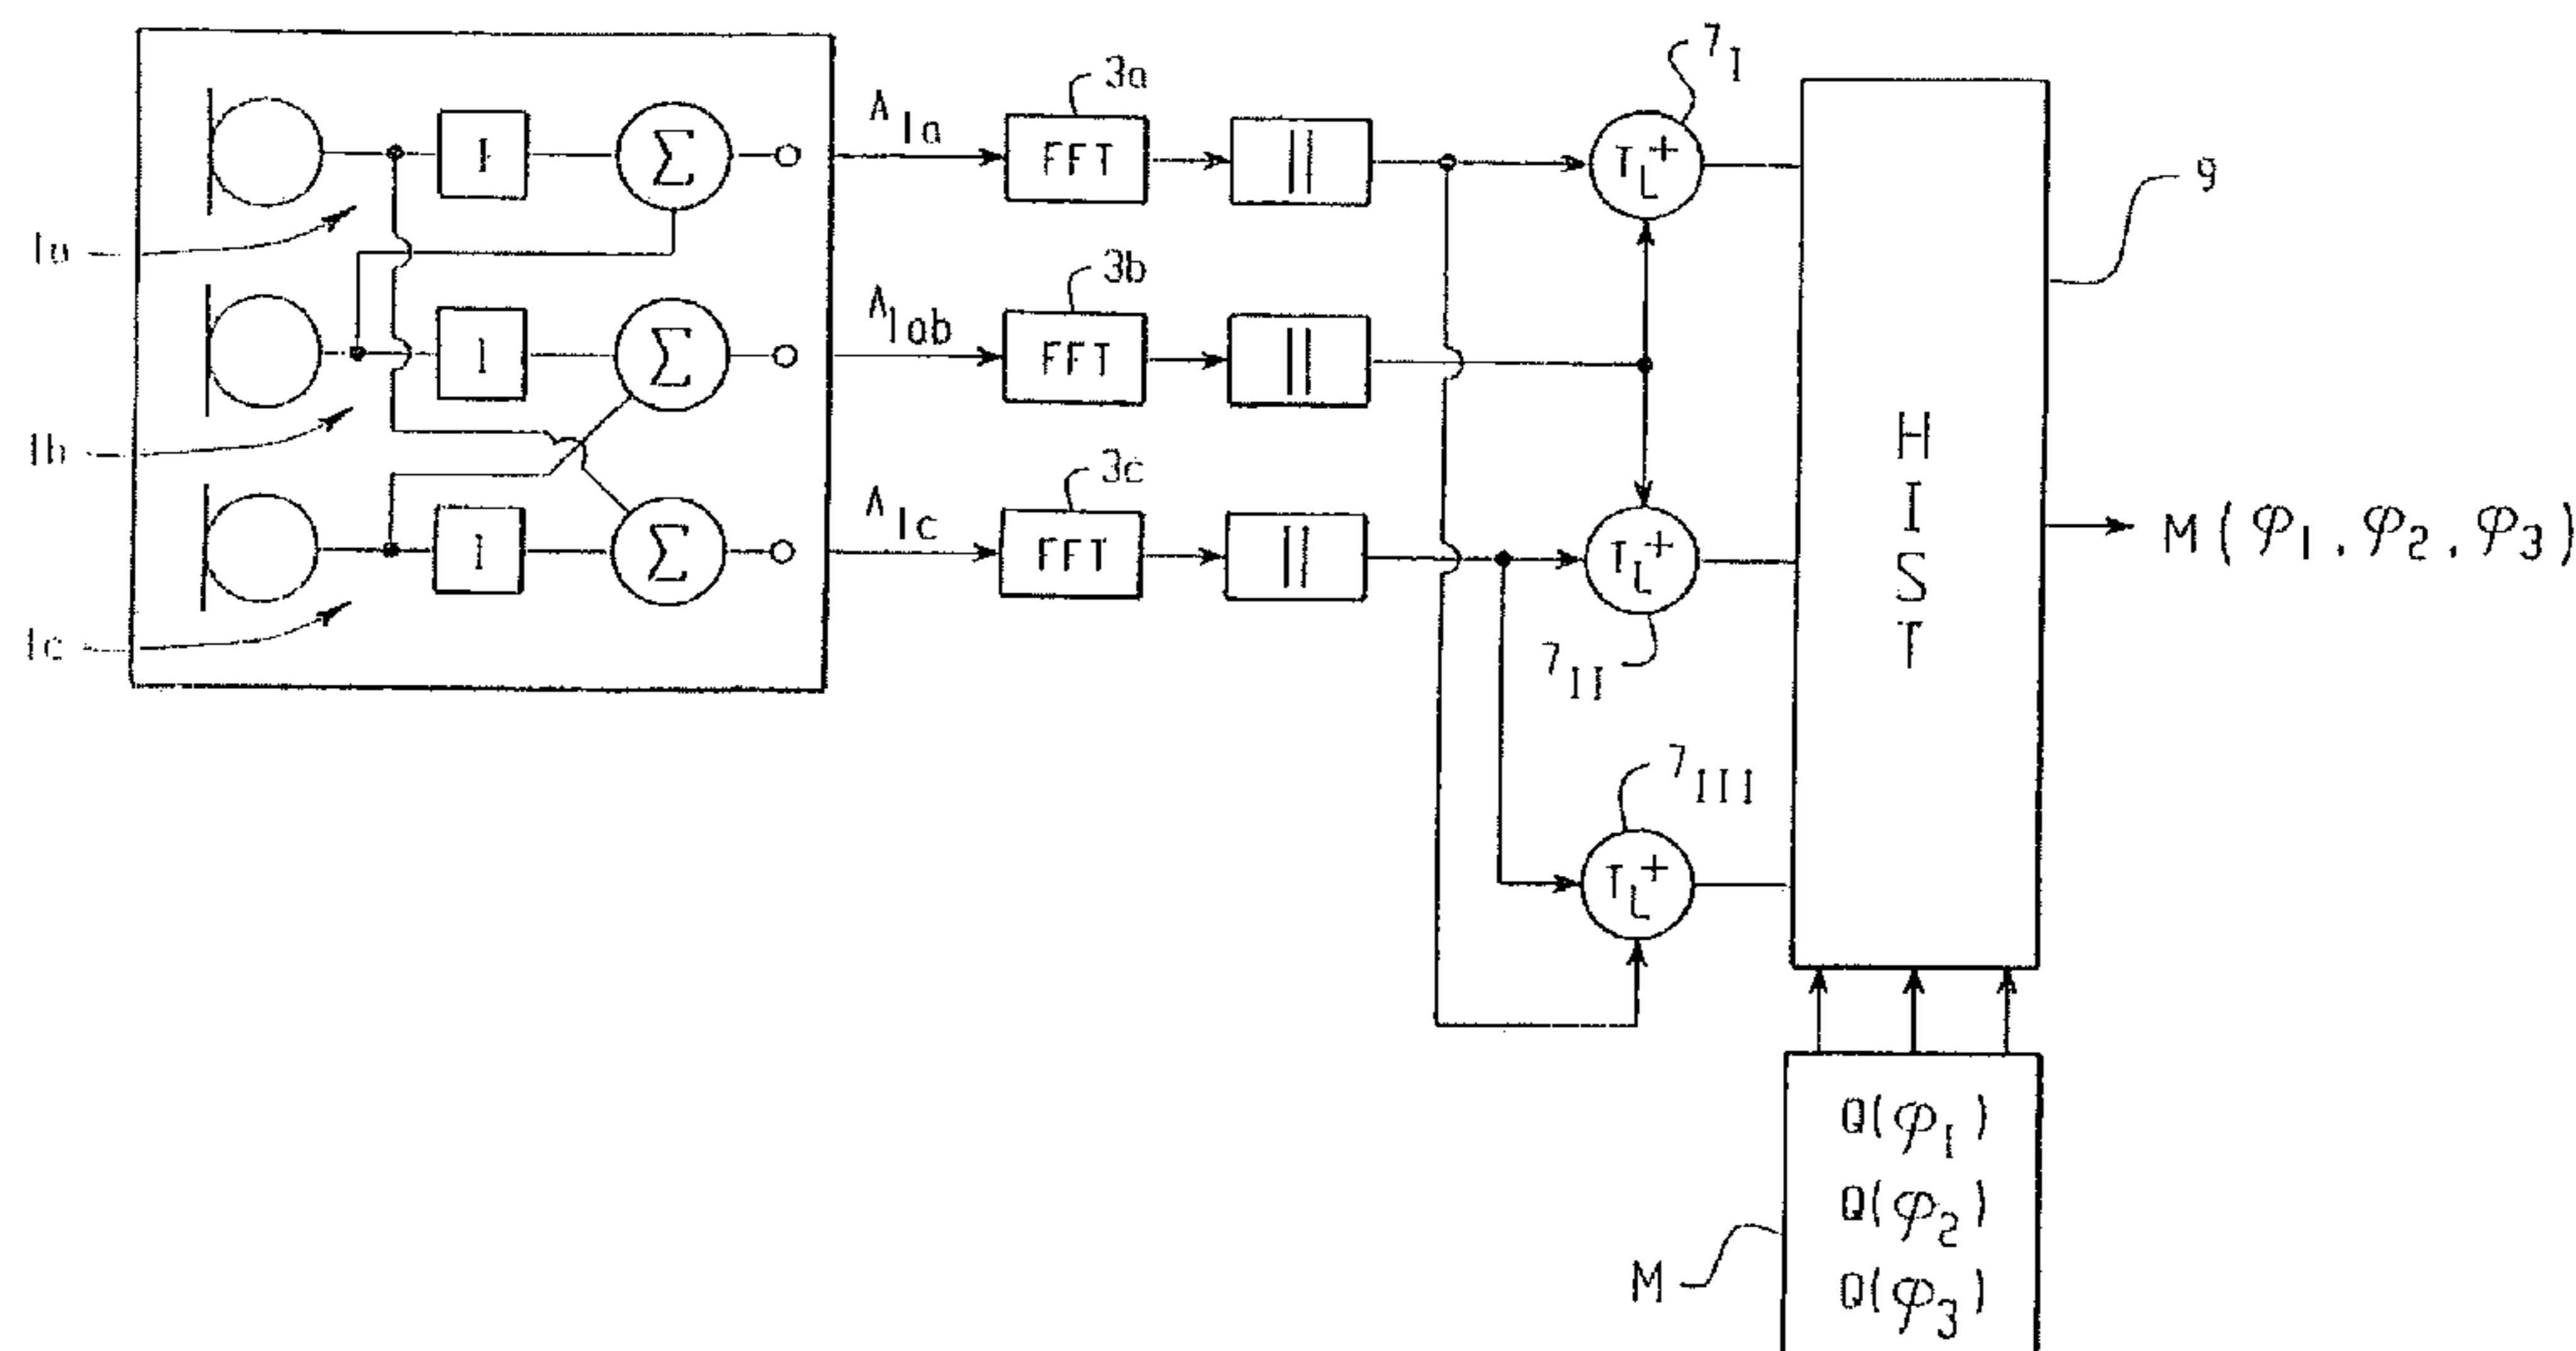 1a
1b
1c
Σ
Σ
Σ
A1a
A1ab
A1c
3a
FFT
||
3b
FFT
||
3c
FFT
||
7I
TL+
TL+
7II
7III
TL+
HIST
9
M(φ1, φ2, φ3)
Q(φ1)
Q(φ2)
Q(φ3)
M